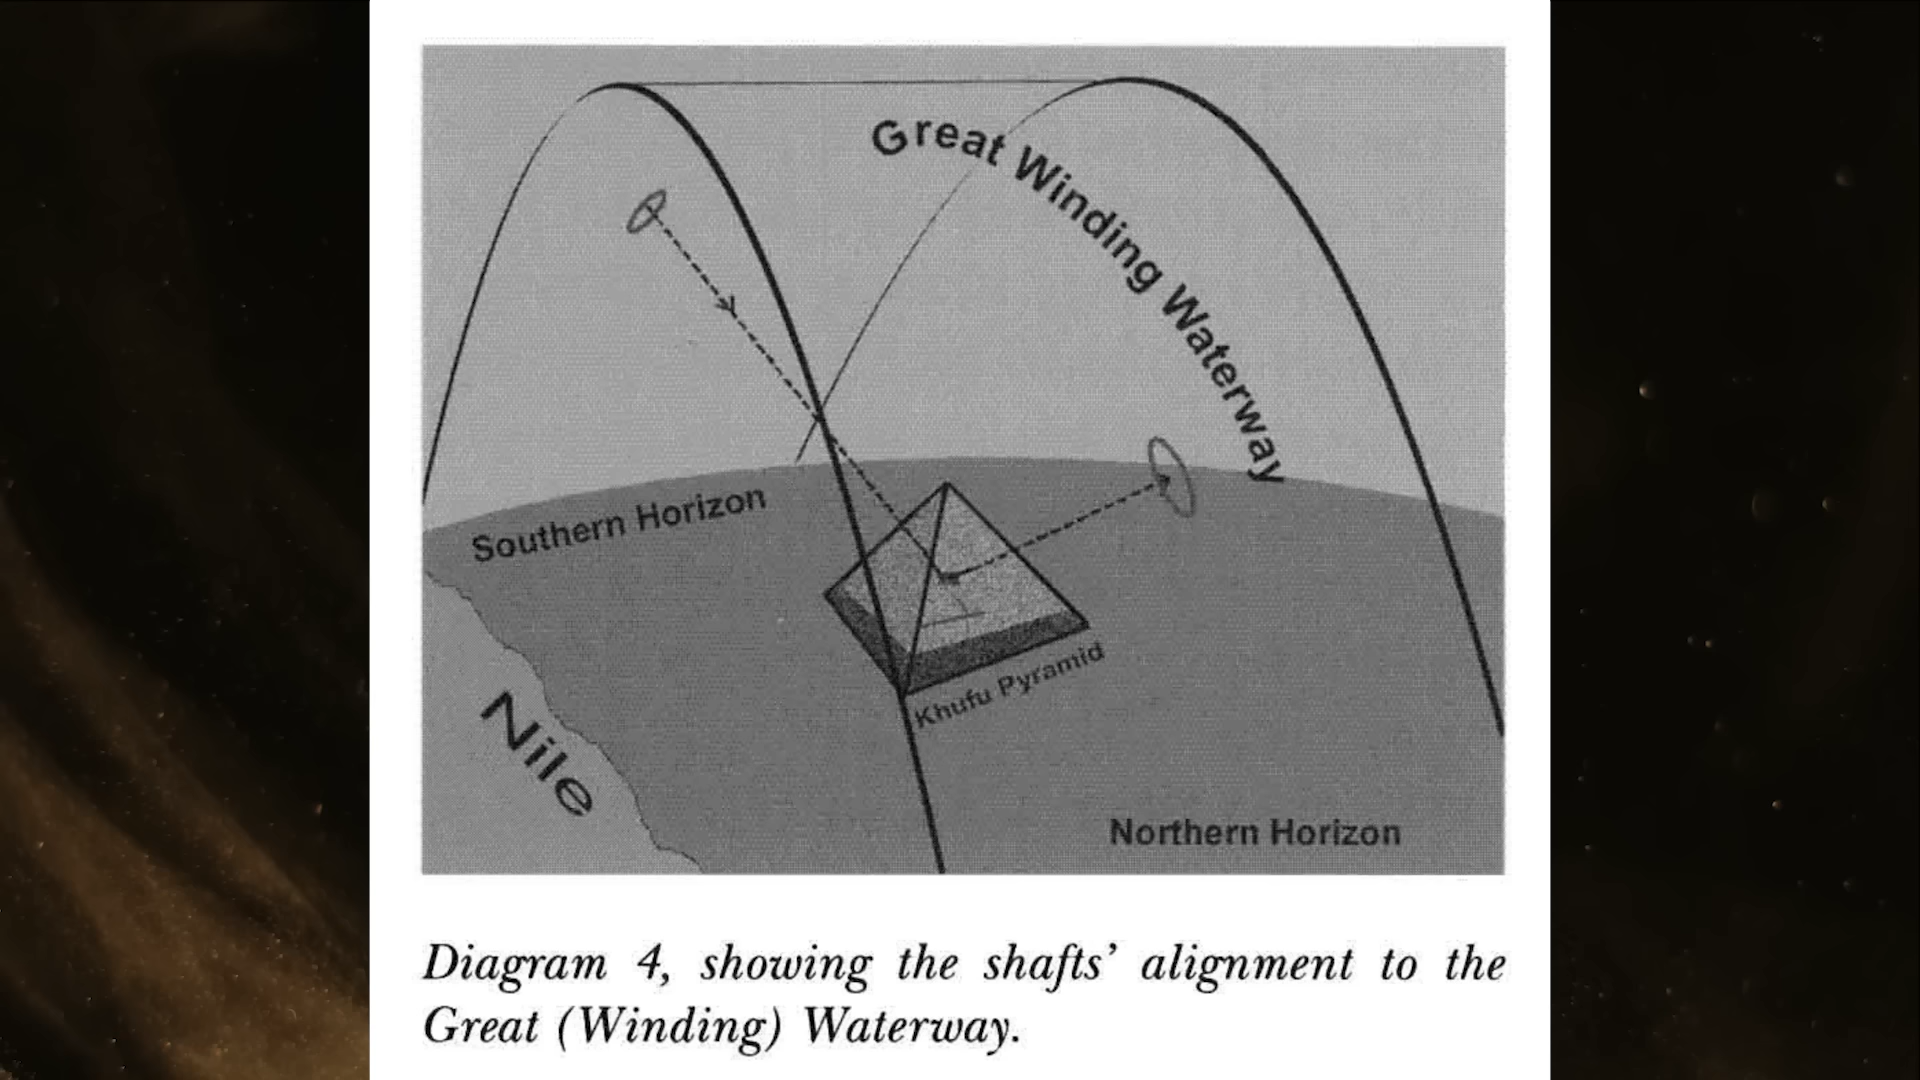 Great Winding Waterway
Southern Horizon
Khufu Pyramid
Nile
Northern Horizon
Diagram 4, showing the shafts’ alignment to the
Great (Winding) Waterway.